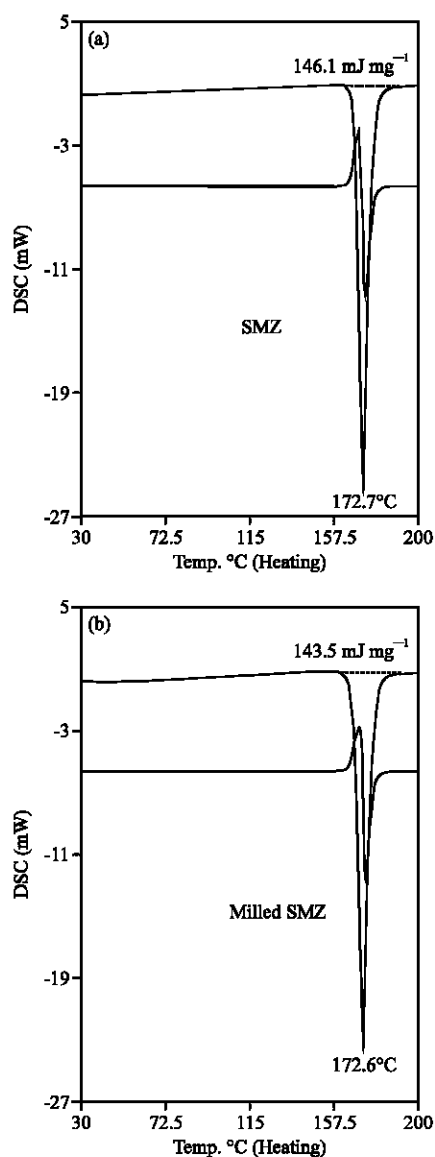 (a)
5
146.1 mJ mg⁻¹
-3
-11
DSC (mW)
SMZ
-19
172.7°C
-27
30 72.5 115 157.5 200
Temp. °C (Heating)
(b)
5
143.5 mJ mg⁻¹
-3
-11
DSC (mW)
Milled SMZ
-19
172.6°C
-27
30 72.5 115 157.5 200
Temp. °C (Heating)